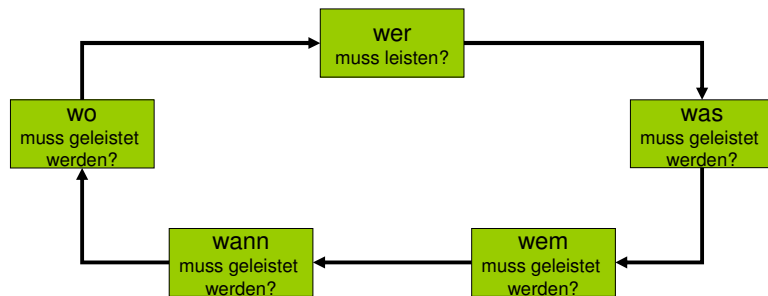 wer
muss leisten?
wo
muss geleistet
werden?
was
muss geleistet
werden?
wann
muss geleistet
werden?
wem
muss geleistet
werden?